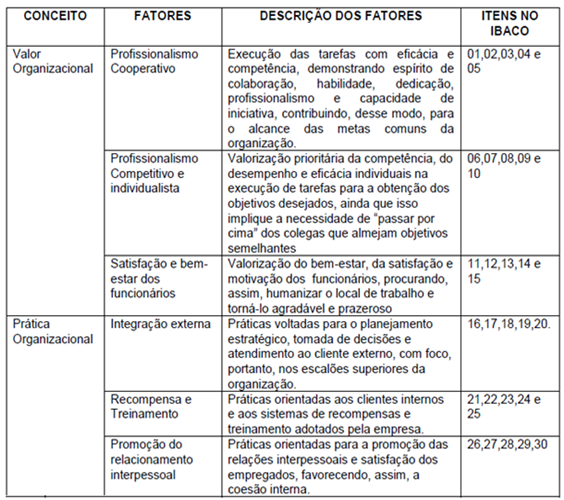 CONCEITO FATORES DESCRIÇÃO DOS FATORES ITENS NO
IBACO
Valor Profissionalismo Execução das tarefas com eficácia e 01,02,03,04 e
Organizacional Cooperativo competência, demonstrando espírito de 05
colaboração, habilidade, dedicação,
profissionalismo e capacidade de
iniciativa, contribuindo, desse modo, para
o alcance das metas comuns da
organização.
Profissionalismo Valorização prioritária da competência, do 06,07,08,09 e
Competitivo e desempenho e eficácia individuais na 10
individualista execução de tarefas para a obtenção dos
objetivos desejados, ainda que isso
implique a necessidade de “passar por
cima” dos colegas que almejam objetivos
semelhantes
Satisfação e bem- Valorização do bem-estar, da satisfação e 11,12,13,14 e
estar dos motivação dos funcionários, procurando, 15
funcionários assim, humanizar o local de trabalho e
torná-lo agradável e prazeroso
Prática Integração externa Práticas voltadas para o planejamento 16,17,18,19,20.
Organizacional estratégico, tomada de decisões e
atendimento ao cliente externo, com foco,
portanto, nos escalões superiores da
organização.
Recompensa e Práticas orientadas aos clientes internos 21,22,23,24 e
Treinamento e aos sistemas de recompensas e 25
treinamento adotados pela empresa.
Promoção do Práticas orientadas para a promoção das 26,27,28,29,30
relacionamento relações interpessoais e satisfação dos
interpessoal empregados, favorecendo, assim, a
coesão interna.